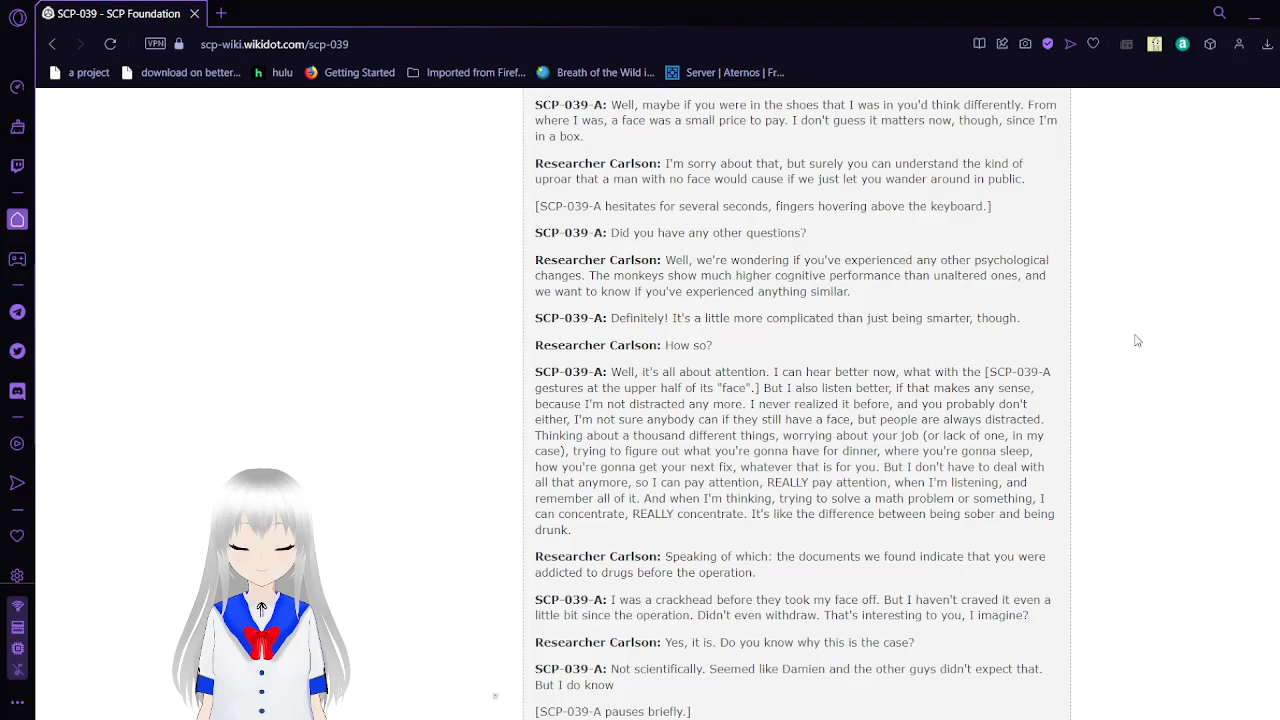 SCP-039 - SCP Foundation
VPN
scp-wiki.wikidot.com/scp-039
a project
download on better...
hulu
Getting Started
Imported from Firef...
Breath of the Wild i...
Server | Aternos | Fr...
SCP-039-A: Well, maybe if you were in the shoes that I was in you'd think differently. From
where I was, a face was a small price to pay. I don't guess it matters now, though, since I'm
in a box.
Researcher Carlson: I'm sorry about that, but surely you can understand the kind of
uproar that a man with no face would cause if we just let you wander around in public.
[SCP-039-A hesitates for several seconds, fingers hovering above the keyboard.]
SCP-039-A: Did you have any other questions?
Researcher Carlson: Well, we're wondering if you've experienced any other psychological
changes. The monkeys show much higher cognitive performance than unaltered ones, and
we want to know if you've experienced anything similar.
SCP-039-A: Definitely! It's a little more complicated than just being smarter, though.
Researcher Carlson: How so?
SCP-039-A: Well, it's all about attention. I can hear better now, what with the [SCP-039-A
gestures at the upper half of its "face".] But I also listen better, if that makes any sense,
because I'm not distracted any more. I never realized it before, and you probably don't
either, I'm not sure anybody can if they still have a face, but people are always distracted.
Thinking about a thousand different things, worrying about your job (or lack of one, in my
case), trying to figure out what you're gonna have for dinner, where you're gonna sleep,
how you're gonna get your next fix, whatever that is for you. But I don't have to deal with
all that anymore, so I can pay attention, REALLY pay attention, when I'm listening, and
remember all of it. And when I'm thinking, trying to solve a math problem or something, I
can concentrate, REALLY concentrate. It's like the difference between being sober and being
drunk.
Researcher Carlson: Speaking of which: the documents we found indicate that you were
addicted to drugs before the operation.
SCP-039-A: I was a crackhead before they took my face off. But I haven't craved it even a
little bit since the operation. Didn't even withdraw. That's interesting to you, I imagine?
Researcher Carlson: Yes, it is. Do you know why this is the case?
SCP-039-A: Not scientifically. Seemed like Damien and the other guys didn't expect that.
But I do know
[SCP-039-A pauses briefly.]